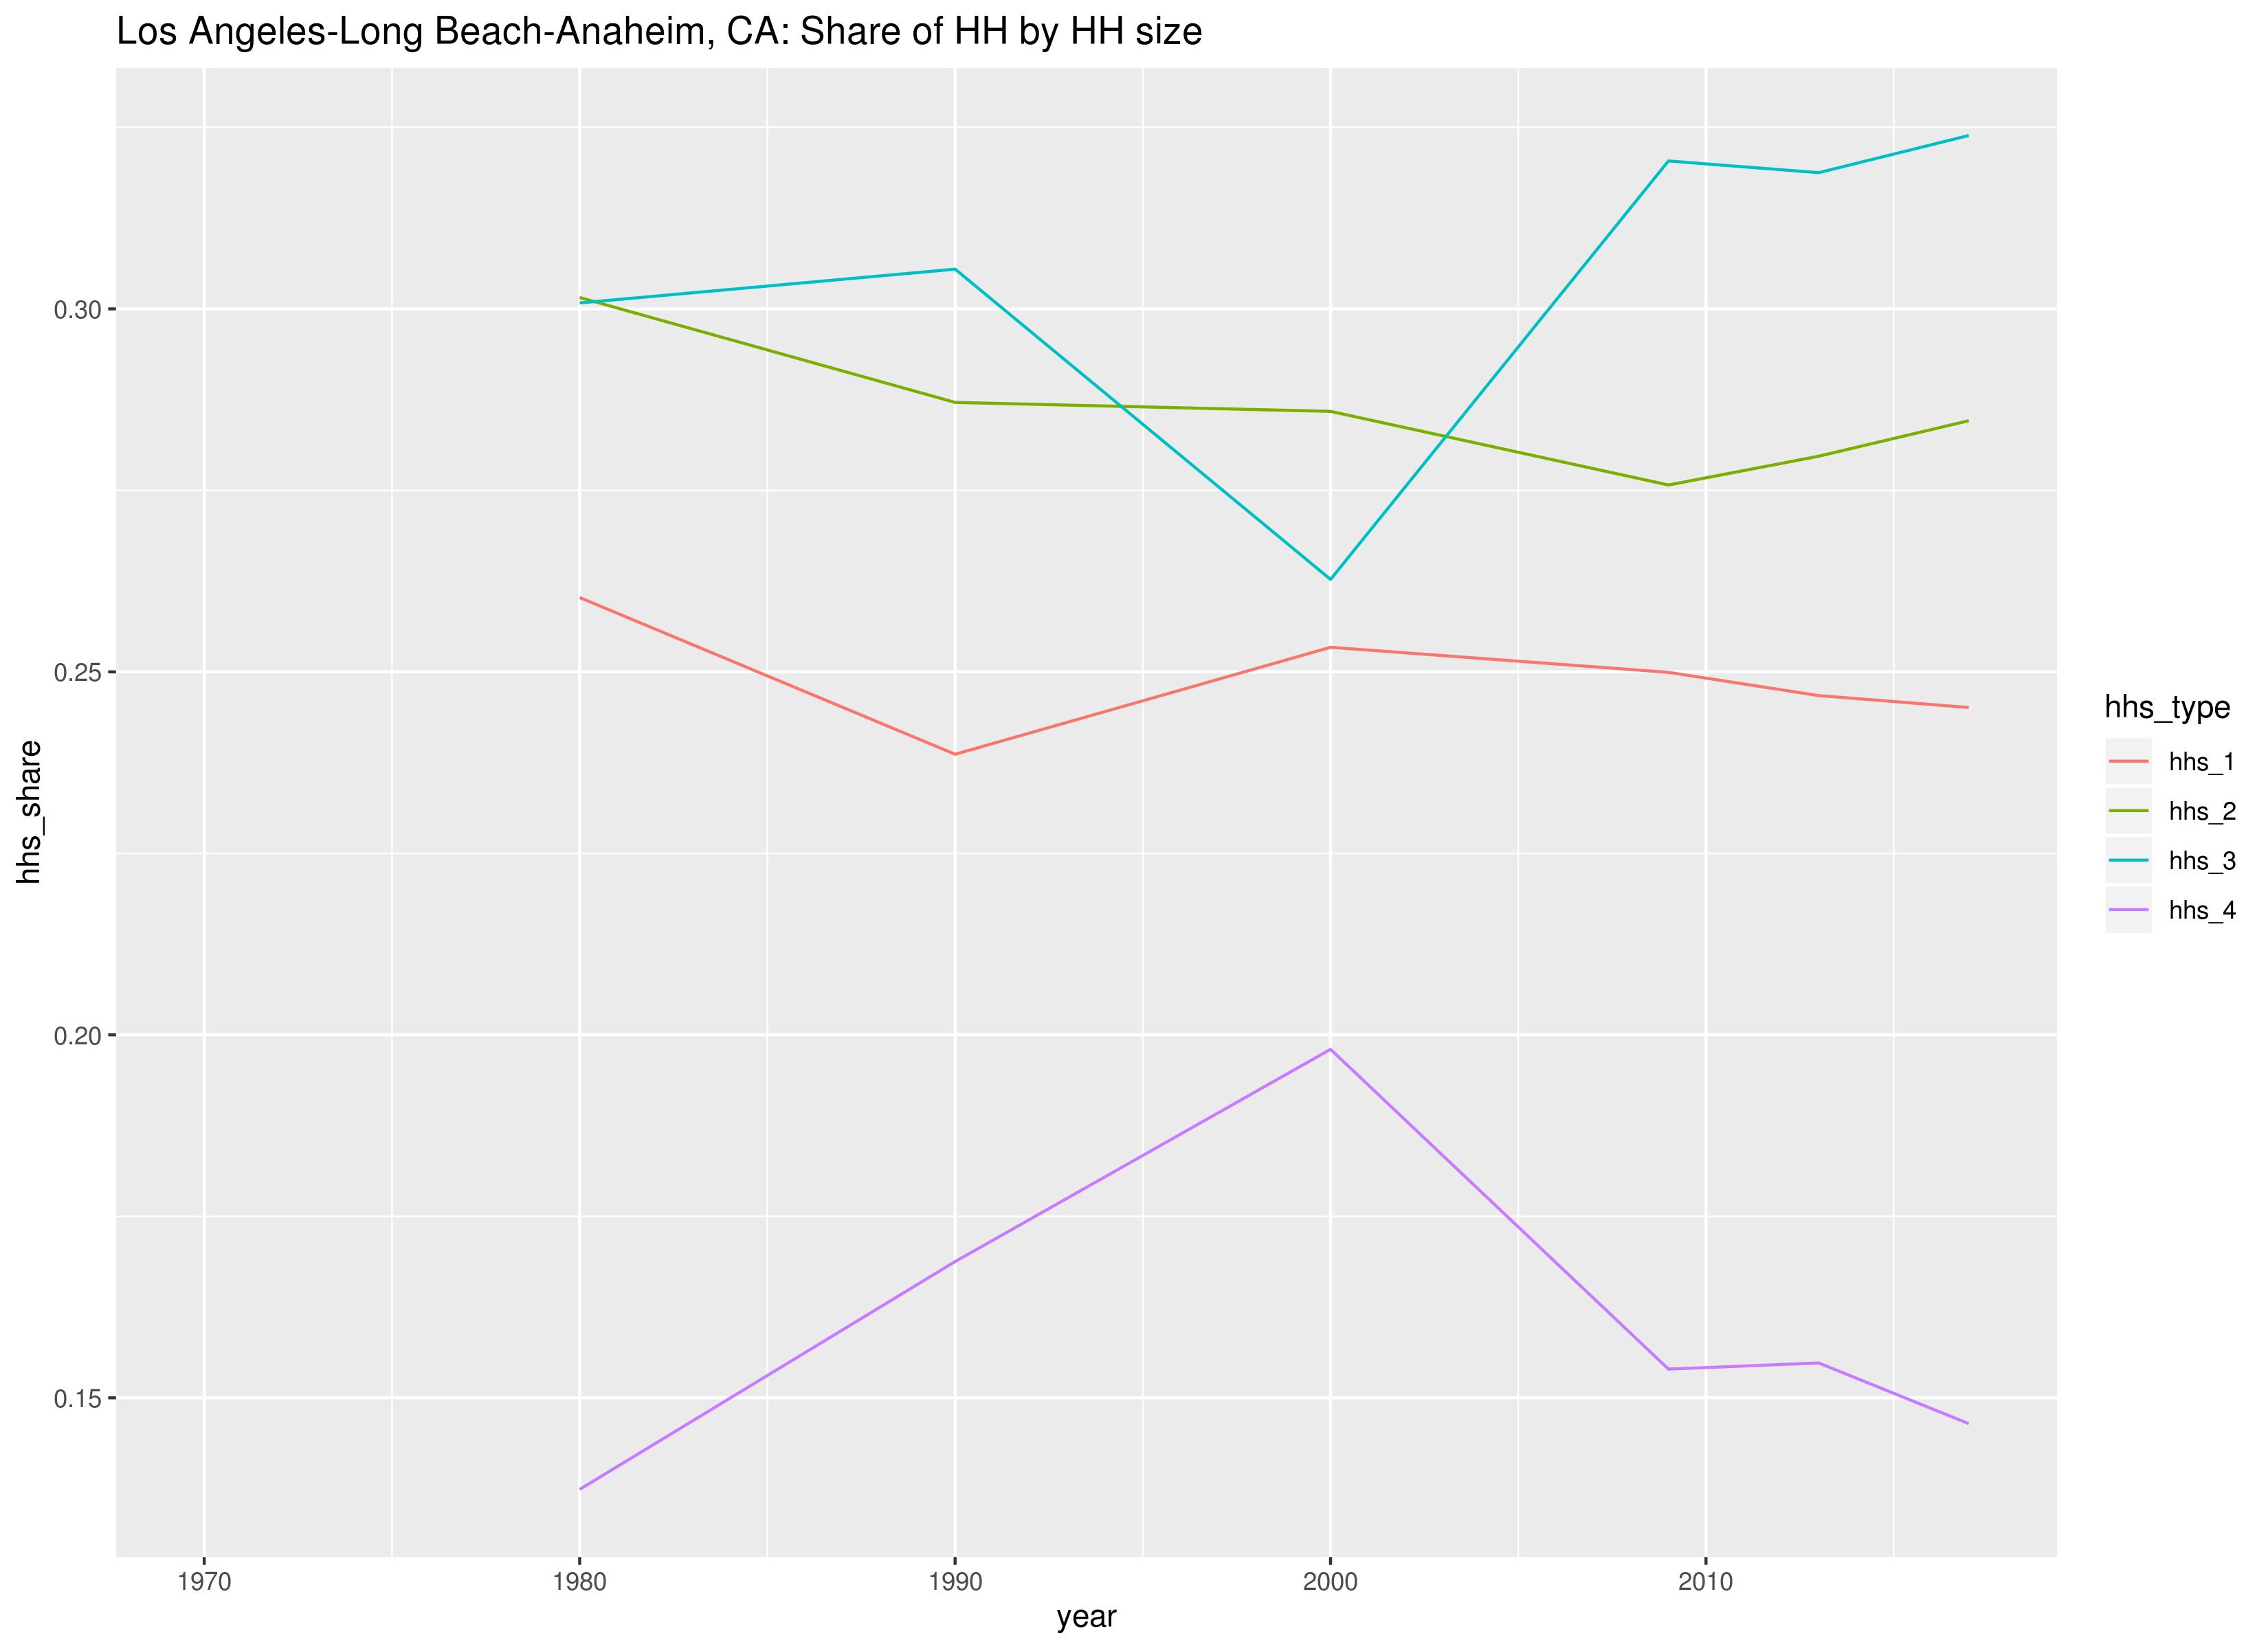 Los Angeles-Long Beach-Anaheim, CA: Share of HH by HH size
hhs_share
0.30
0.25
0.20
0.15
1970
1980
1990
2000
2010
year
hhs_type
hhs_1
hhs_2
hhs_3
hhs_4